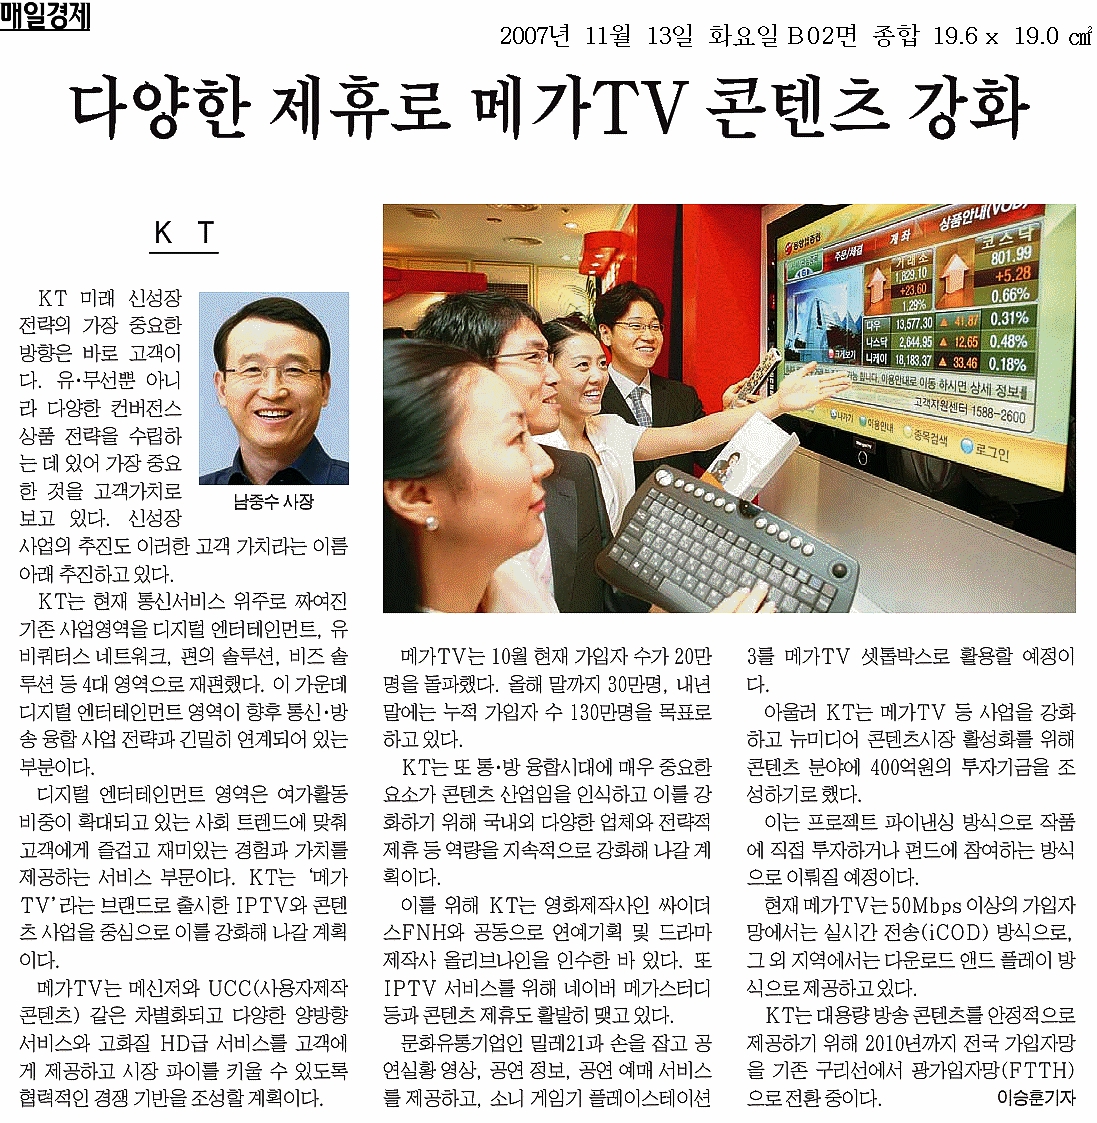 매일경제
2007년 11월 13일 화요일 B02면 종합 19.6 x 19.0 ㎠
다양한 제휴로 메가TV 콘텐츠 강화
KT
KT 미래 신성장
전략의 가장 중요한
방향은 바로 고객이
다. 유·무선뿐 아니
라 다양한 컨버전스
상품 전략을 수립하
는 데 있어 가장 중요
한 것을 고객가치로
보고 있다. 신성장
사업의 추진도 이러한 고객 가치라는 이름
아래 추진하고 있다.
남중수 사장
KT는 현재 통신서비스 위주로 짜여진
기존 사업영역을 디지털 엔터테인먼트, 유
비쿼터스 네트워크, 편의 솔루션, 비즈 솔
루션 등 4대 영역으로 재편했다. 이 가운데
디지털 엔터테인먼트 영역이 향후 통신·방
송 융합 사업 전략과 긴밀히 연계되어 있는
부분이다.
디지털 엔터테인먼트 영역은 여가활동
비중이 확대되고 있는 사회 트렌드에 맞춰
고객에게 즐겁고 재미있는 경험과 가치를
제공하는 서비스 부문이다. KT는 ‘메가
TV’라는 브랜드로 출시한 IPTV와 콘텐
츠 사업을 중심으로 이를 강화해 나갈 계획
이다.
메가TV는 메신저와 UCC(사용자제작
콘텐츠) 같은 차별화되고 다양한 양방향
서비스와 고화질 HD급 서비스를 고객에
게 제공하고 시장 파이를 키울 수 있도록
협력적인 경쟁 기반을 조성할 계획이다.
주문/체결
계좌
상품안내(VOD)
거래소
1,829.10
+23.60
1.29%
코스닥
801.99
+5.28
0.66%
다우 13,577.30 ▲ 41.87 0.31%
나스닥 2,644.95 ▲ 12.65 0.48%
니케이 18,183.37 ▲ 33.46 0.18%
크게보기
가능 합니다. 이용안내로 이동 하시면 상세 정보를
고객지원센터 1588-2600
나가기 이용안내 종목검색 로그인
메가TV는 10월 현재 가입자 수가 20만
명을 돌파했다. 올해 말까지 30만명, 내년
말에는 누적 가입자 수 130만명을 목표로
하고 있다.
KT는 또 통·방 융합시대에 매우 중요한
요소가 콘텐츠 산업임을 인식하고 이를 강
화하기 위해 국내외 다양한 업체와 전략적
제휴 등 역량을 지속적으로 강화해 나갈 계
획이다.
이를 위해 KT는 영화제작사인 싸이더
스FNH와 공동으로 연예기획 및 드라마
제작사 올리브나인을 인수한 바 있다. 또
IPTV 서비스를 위해 네이버 메가스터디
등과 콘텐츠 제휴도 활발히 맺고 있다.
문화유통기업인 밀레21과 손을 잡고 공
연실황 영상, 공연 정보, 공연 예매 서비스
를 제공하고, 소니 게임기 플레이스테이션
3를 메가TV 셋톱박스로 활용할 예정이
다.
아울러 KT는 메가TV 등 사업을 강화
하고 뉴미디어 콘텐츠시장 활성화를 위해
콘텐츠 분야에 400억원의 투자기금을 조
성하기로 했다.
이는 프로젝트 파이낸싱 방식으로 작품
에 직접 투자하거나 펀드에 참여하는 방식
으로 이뤄질 예정이다.
현재 메가TV는 50Mbps 이상의 가입자
망에서는 실시간 전송(iCOD) 방식으로,
그 외 지역에서는 다운로드 앤드 플레이 방
식으로 제공하고 있다.
KT는 대용량 방송 콘텐츠를 안정적으로
제공하기 위해 2010년까지 전국 가입자망
을 기존 구리선에서 광가입자망(FTTH)
으로 전환 중이다. 이승훈기자